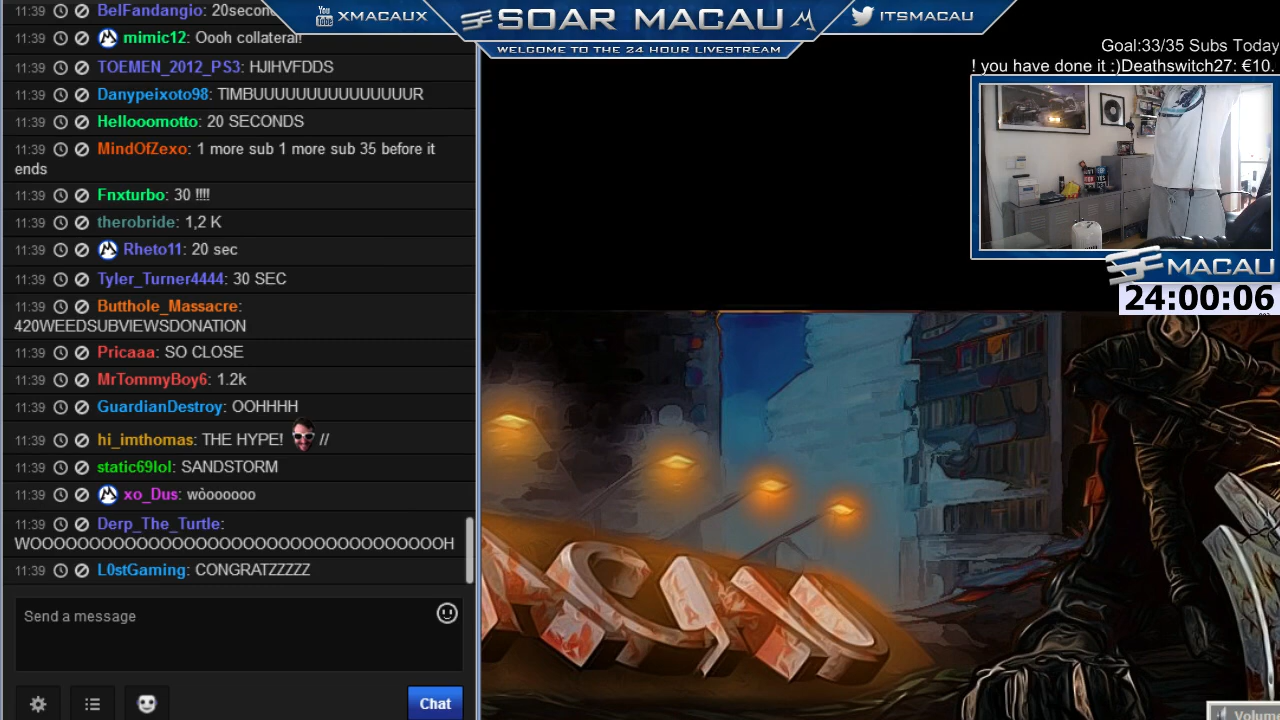 11:39 BelFandangio: 20second
11:39 mimic12: Oooh collateral!
11:39 TOEMEN_2012_PS3: HJIHVFDDS
11:39 Danypeixoto98: TIMBUUUUUUUUUUUUUUUR
11:39 Hellooomotto: 20 SECONDS
11:39 MindOfZexo: 1 more sub 1 more sub 35 before it
ends
11:39 Fnxturbo: 30 !!!!
11:39 therobride: 1,2 K
11:39 Rheto11: 20 sec
11:39 Tyler_Turner4444: 30 SEC
11:39 Butthole_Massacre:
420WEEDSUBVIEWSDONATION
11:39 Pricaaa: SO CLOSE
11:39 MrTommyBoy6: 1.2k
11:39 GuardianDestroy: OOHHHH
11:39 hi_imthomas: THE HYPE! //
11:39 static69lol: SANDSTORM
11:39 xo_Dus: wòoooooo
11:39 Derp_The_Turtle:
WOOOOOOOOOOOOOOOOOOOOOOOOOOOOOOOOOOOH
11:39 L0stGaming: CONGRATZZZZZ
Send a message
Chat
You Tube XMACAUX
SOAR MACAU
ITSMACAU
WELCOME TO THE 24 HOUR LIVESTREAM
Goal:33/35 Subs Today
! you have done it :)Deathswitch27: €10.
MACAU
24:00:06
Volume